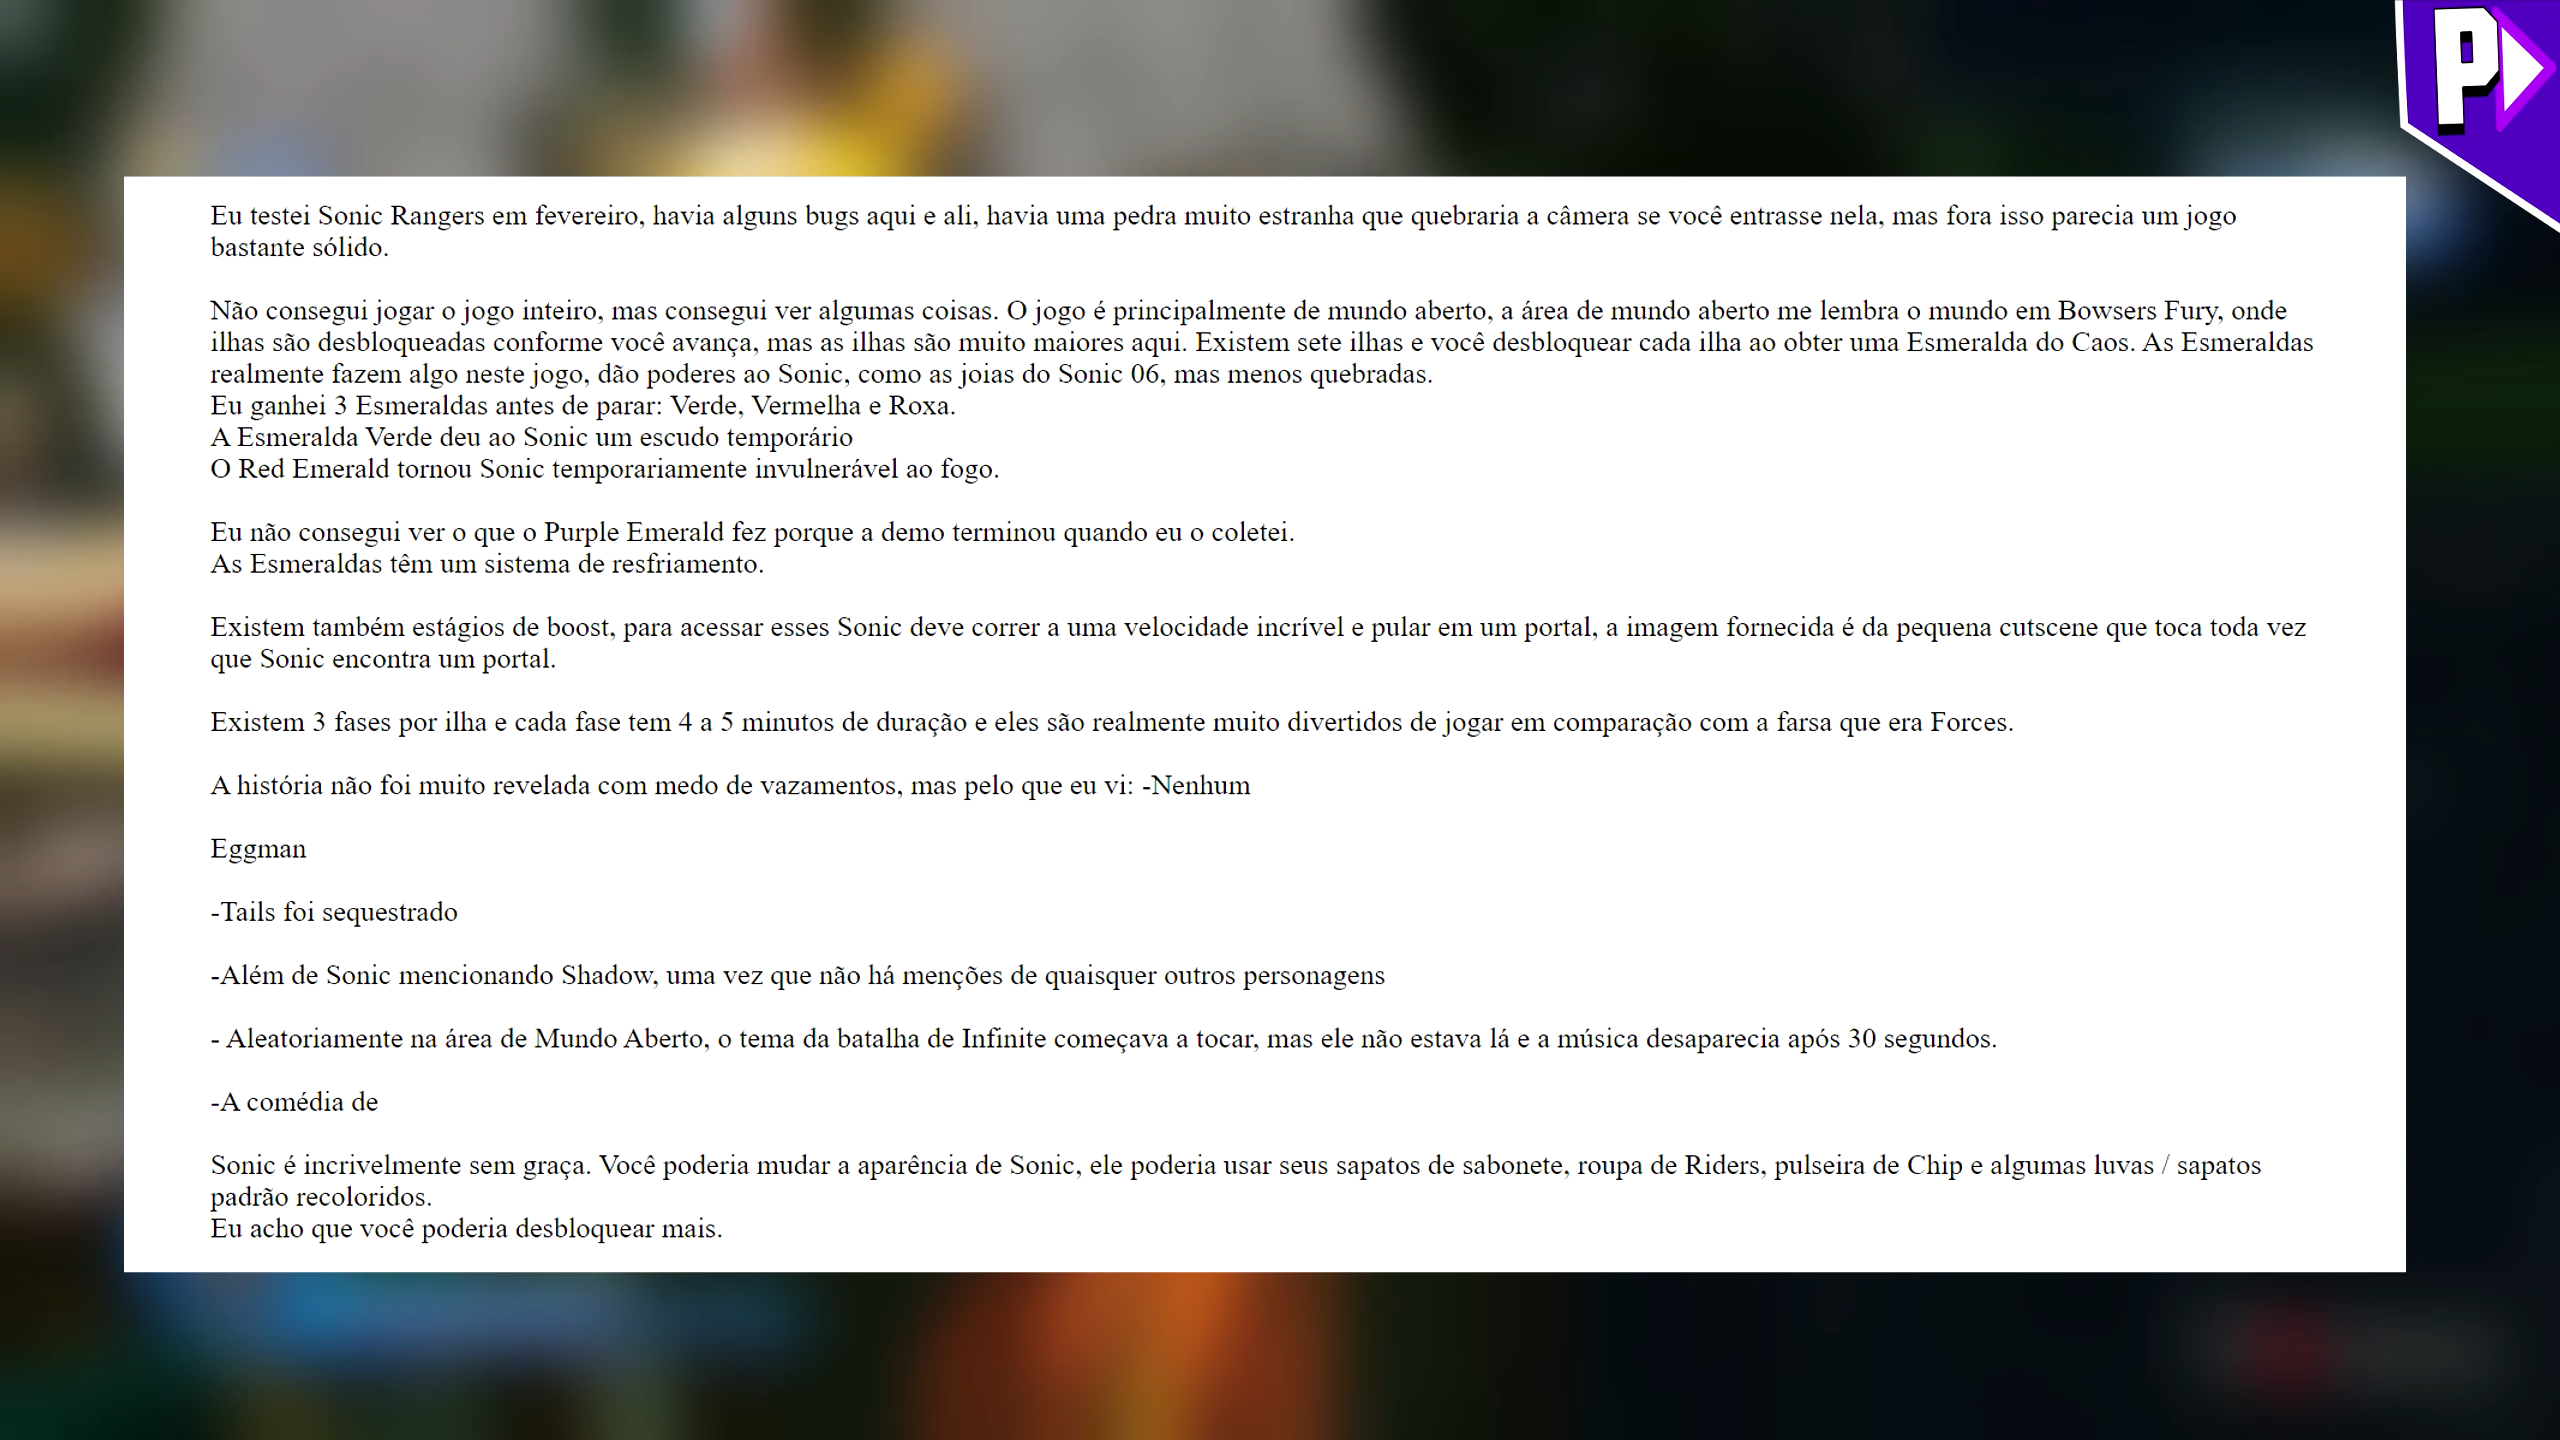 P
Eu testei Sonic Rangers em fevereiro, havia alguns bugs aqui e ali, havia uma pedra muito estranha que quebraria a câmera se você entrasse nela, mas fora isso parecia um jogo
bastante sólido.
Não consegui jogar o jogo inteiro, mas consegui ver algumas coisas. O jogo é principalmente de mundo aberto, a área de mundo aberto me lembra o mundo em Bowsers Fury, onde
ilhas são desbloqueadas conforme você avança, mas as ilhas são muito maiores aqui. Existem sete ilhas e você desbloquear cada ilha ao obter uma Esmeralda do Caos. As Esmeraldas
realmente fazem algo neste jogo, dão poderes ao Sonic, como as joias do Sonic 06, mas menos quebradas.
Eu ganhei 3 Esmeraldas antes de parar: Verde, Vermelha e Roxa.
A Esmeralda Verde deu ao Sonic um escudo temporário
O Red Emerald tornou Sonic temporariamente invulnerável ao fogo.
Eu não consegui ver o que o Purple Emerald fez porque a demo terminou quando eu o coletei.
As Esmeraldas têm um sistema de resfriamento.
Existem também estágios de boost, para acessar esses Sonic deve correr a uma velocidade incrível e pular em um portal, a imagem fornecida é da pequena cutscene que toca toda vez
que Sonic encontra um portal.
Existem 3 fases por ilha e cada fase tem 4 a 5 minutos de duração e eles são realmente muito divertidos de jogar em comparação com a farsa que era Forces.
A história não foi muito revelada com medo de vazamentos, mas pelo que eu vi: -Nenhum
Eggman
-Tails foi sequestrado
-Além de Sonic mencionando Shadow, uma vez que não há menções de quaisquer outros personagens
- Aleatoriamente na área de Mundo Aberto, o tema da batalha de Infinite começava a tocar, mas ele não estava lá e a música desaparecia após 30 segundos.
-A comédia de
Sonic é incrivelmente sem graça. Você poderia mudar a aparência de Sonic, ele poderia usar seus sapatos de sabonete, roupa de Riders, pulseira de Chip e algumas luvas / sapatos
padrão recoloridos.
Eu acho que você poderia desbloquear mais.